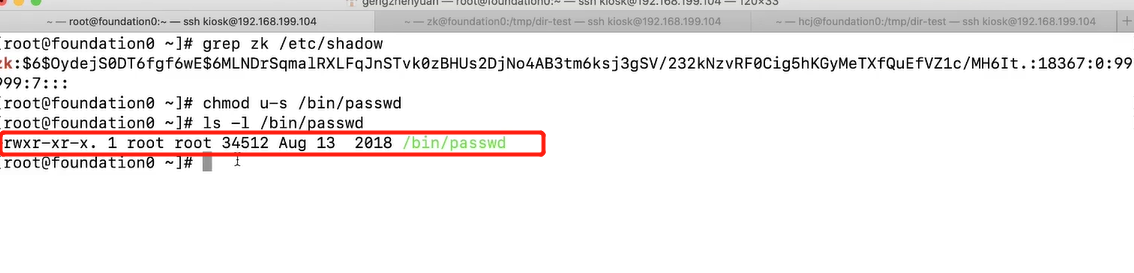 gengzhenyuan — ssh kiosk@192.168.199.104 — 120×33
~ — root@foundation0:~ — ssh kiosk@192.168.199.104
~ — zk@foundation0:/tmp/dir-test — ssh kiosk@192.168.199.104
~ — hcj@foundation0:/tmp/dir-test — ssh kiosk@192.168.199.104
[root@foundation0 ~]# grep zk /etc/shadow
zk:$6$OydejS0DT6fgf6wE$6MLNDrSqmalRXLFqJnSTvk0zBHUs2DjNo4AB3tm6ksj3gSV/232kNzvRF0Cig5hKGyMeTXfQuEfVZ1c/MH6It.:18367:0:99
999:7:::
[root@foundation0 ~]# chmod u-s /bin/passwd
[root@foundation0 ~]# ls -l /bin/passwd
rwxr-xr-x. 1 root root 34512 Aug 13  2018 /bin/passwd
[root@foundation0 ~]#